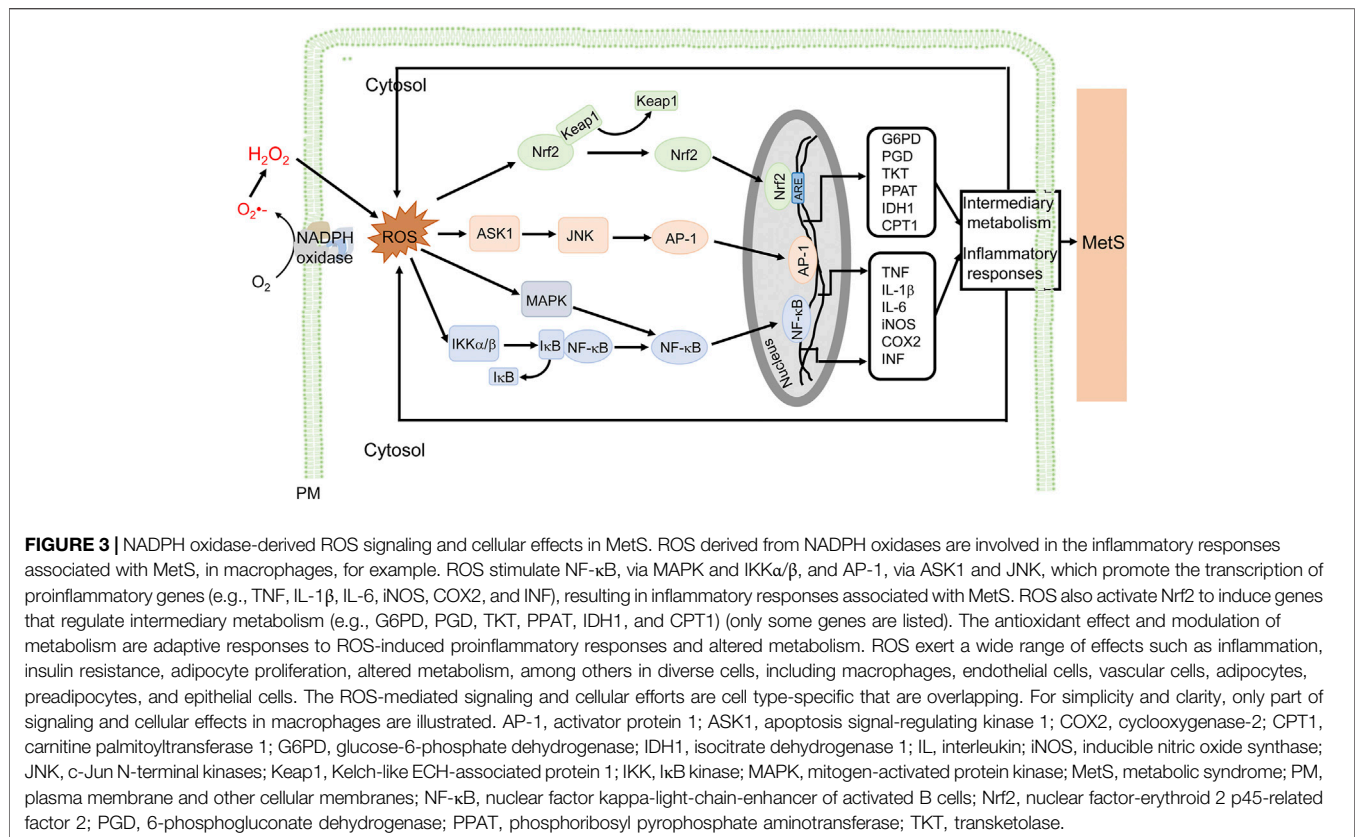 Cytosol
Keap1
Keap1
Nrf2
Nrf2
Nrf2
ARE
G6PD
PGD
TKT
PPAT
IDH1
CPT1
H₂O₂
O₂•-
NADPH
oxidase
O₂
ROS
ASK1
JNK
AP-1
AP-1
MAPK
IKKα/β
IκB
NF-κB
IκB
NF-κB
NF-κB
Nucleus
TNF
IL-1β
IL-6
iNOS
COX2
INF
Intermediary
metabolism
Inflammatory
responses
MetS
Cytosol
PM
FIGURE 3 | NADPH oxidase-derived ROS signaling and cellular effects in MetS. ROS derived from NADPH oxidases are involved in the inflammatory responses
associated with MetS, in macrophages, for example. ROS stimulate NF-κB, via MAPK and IKKα/β, and AP-1, via ASK1 and JNK, which promote the transcription of
proinflammatory genes (e.g., TNF, IL-1β, IL-6, iNOS, COX2, and INF), resulting in inflammatory responses associated with MetS. ROS also activate Nrf2 to induce genes
that regulate intermediary metabolism (e.g., G6PD, PGD, TKT, PPAT, IDH1, and CPT1) (only some genes are listed). The antioxidant effect and modulation of
metabolism are adaptive responses to ROS-induced proinflammatory responses and altered metabolism. ROS exert a wide range of effects such as inflammation,
insulin resistance, adipocyte proliferation, altered metabolism, among others in diverse cells, including macrophages, endothelial cells, vascular cells, adipocytes,
preadipocytes, and epithelial cells. The ROS-mediated signaling and cellular efforts are cell type-specific that are overlapping. For simplicity and clarity, only part of
signaling and cellular effects in macrophages are illustrated. AP-1, activator protein 1; ASK1, apoptosis signal-regulating kinase 1; COX2, cyclooxygenase-2; CPT1,
carnitine palmitoyltransferase 1; G6PD, glucose-6-phosphate dehydrogenase; IDH1, isocitrate dehydrogenase 1; IL, interleukin; iNOS, inducible nitric oxide synthase;
JNK, c-Jun N-terminal kinases; Keap1, Kelch-like ECH-associated protein 1; IKK, IκB kinase; MAPK, mitogen-activated protein kinase; MetS, metabolic syndrome; PM,
plasma membrane and other cellular membranes; NF-κB, nuclear factor kappa-light-chain-enhancer of activated B cells; Nrf2, nuclear factor-erythroid 2 p45-related
factor 2; PGD, 6-phosphogluconate dehydrogenase; PPAT, phosphoribosyl pyrophosphate aminotransferase; TKT, transketolase.